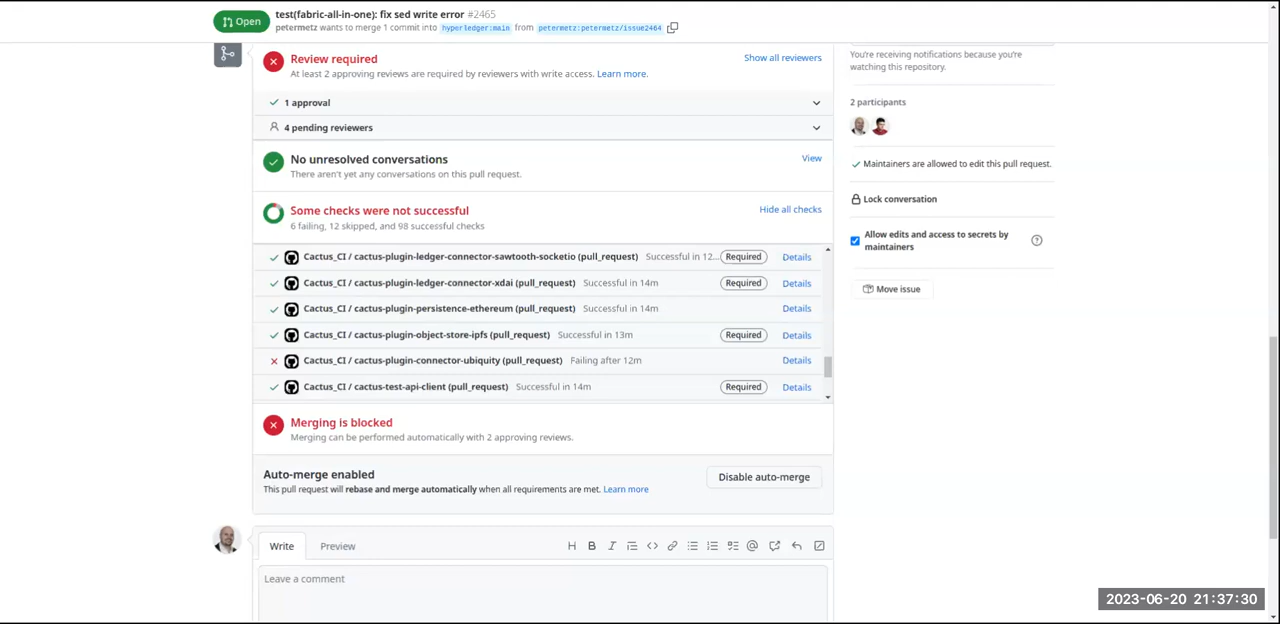 Open
test(fabric-all-in-one): fix sed write error #2465
petermetz wants to merge 1 commit into hyperledger:main from petermetz:petermetz/issue2464
Review required
Show all reviewers
At least 2 approving reviews are required by reviewers with write access. Learn more.
1 approval
4 pending reviewers
No unresolved conversations
View
There aren't yet any conversations on this pull request.
Some checks were not successful
Hide all checks
6 failing, 12 skipped, and 98 successful checks
Cactus_CI / cactus-plugin-ledger-connector-sawtooth-socketio (pull_request) Successful in 12... Required Details
Cactus_CI / cactus-plugin-ledger-connector-xdai (pull_request) Successful in 14m Required Details
Cactus_CI / cactus-plugin-persistence-ethereum (pull_request) Successful in 14m Details
Cactus_CI / cactus-plugin-object-store-ipfs (pull_request) Successful in 13m Required Details
Cactus_CI / cactus-plugin-connector-ubiquity (pull_request) Failing after 12m Details
Cactus_CI / cactus-test-api-client (pull_request) Successful in 14m Required Details
Merging is blocked
Merging can be performed automatically with 2 approving reviews.
Auto-merge enabled
Disable auto-merge
This pull request will rebase and merge automatically when all requirements are met. Learn more
Write Preview
Leave a comment
You're receiving notifications because you're
watching this repository.
2 participants
Maintainers are allowed to edit this pull request.
Lock conversation
Allow edits and access to secrets by
maintainers
Move issue
2023-06-20 21:37:30